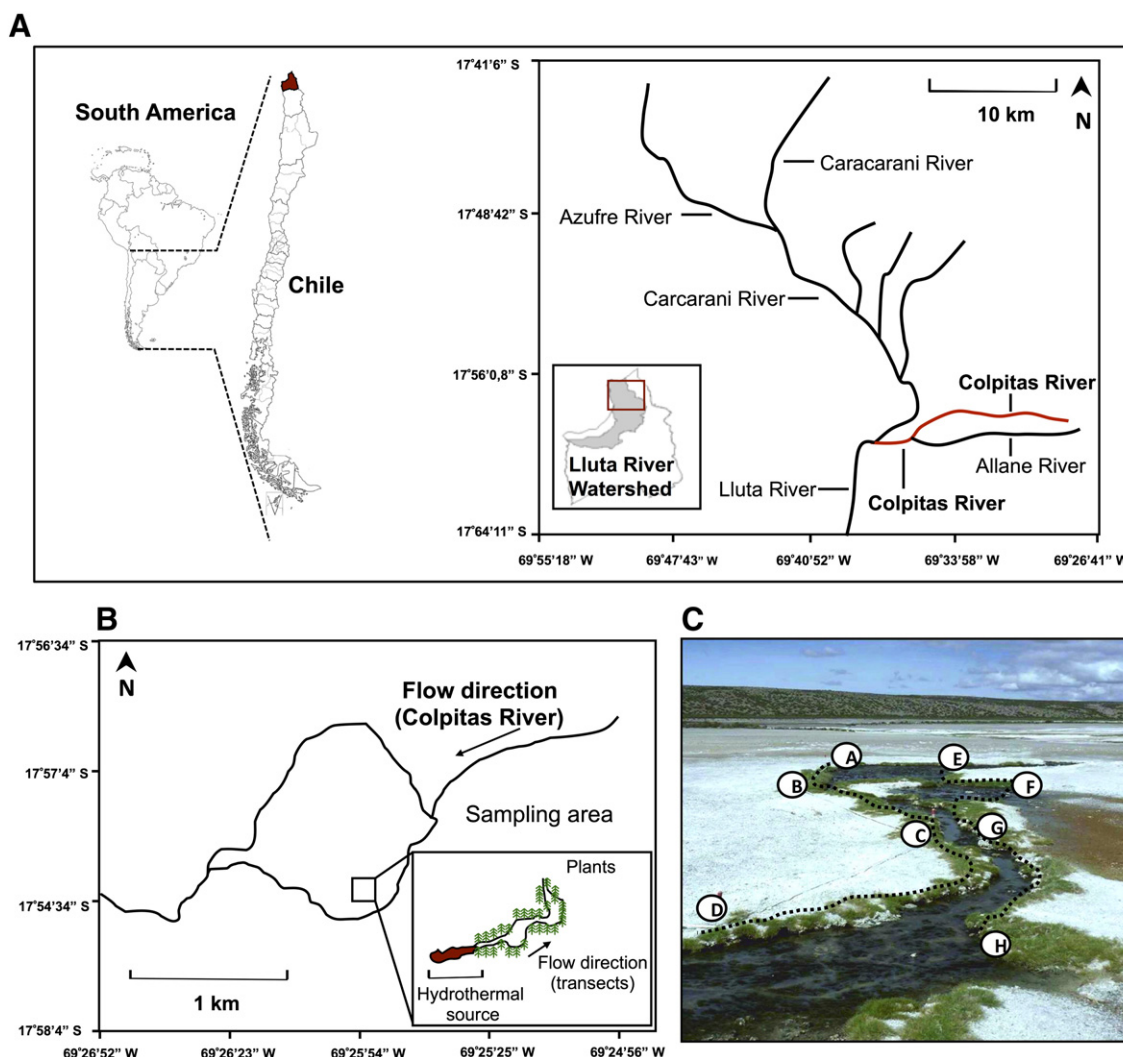 A
South America
Chile
17°41'6” S
17°48'42” S
17°56'0,8” S
17°64'11” S
69°55'18” W
69°47'43” W
69°40'52” W
69°33'58” W
69°26'41” W
10 km
N
Caracarani River
Azufre River
Carcarani River
Colpitas River
Allane River
Colpitas River
Lluta River
Lluta River
Watershed
B
17°56'34” S
17°57'4” S
17°54'34” S
17°58'4” S
69°26'52” W
69°26'23” W
69°25'54” W
69°25'25” W
69°24'56” W
N
Flow direction
(Colpitas River)
Sampling area
Plants
Flow direction
(transects)
Hydrothermal
source
1 km
C
A
E
B
F
C
G
D
H